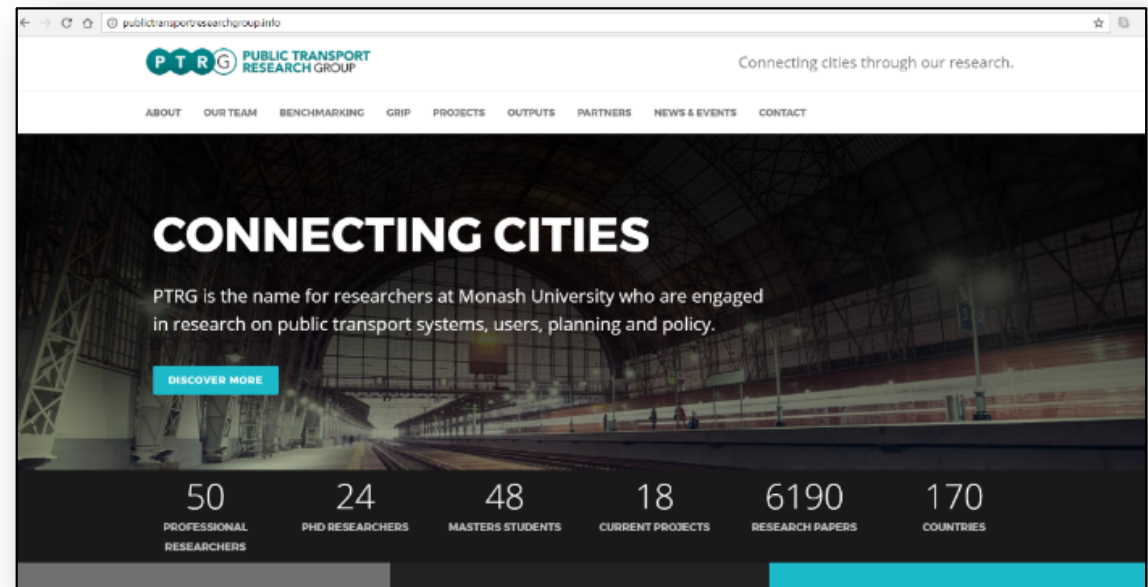 publictransportresearchgroup.info
PTRG PUBLIC TRANSPORT
RESEARCH GROUP
Connecting cities through our research.
ABOUT OUR TEAM BENCHMARKING GRIP PROJECTS OUTPUTS PARTNERS NEWS & EVENTS CONTACT
CONNECTING CITIES
PTRG is the name for researchers at Monash University who are engaged
in research on public transport systems, users, planning and policy.
DISCOVER MORE
50 24 48 18 6190 170
PROFESSIONAL PHD RESEARCHERS MASTERS STUDENTS CURRENT PROJECTS RESEARCH PAPERS COUNTRIES
RESEARCHERS